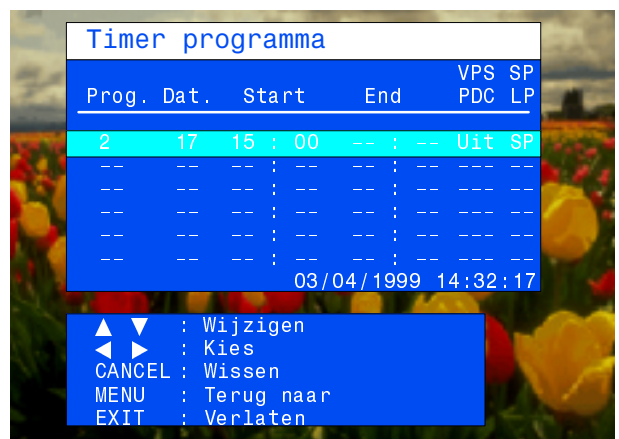 Timer programma
VPS SP
Prog. Dat. Start End PDC LP
2 17 15 : 00 -- : -- Uit SP
-- -- -- : -- -- : -- --- --
-- -- -- : -- -- : -- --- --
-- -- -- : -- -- : -- --- --
-- -- -- : -- -- : -- --- --
-- -- -- : -- -- : -- --- --
03/04/1999 14:32:17
▲ ▼ : Wijzigen
◀ ▶ : Kies
CANCEL : Wissen
MENU : Terug naar
EXIT : Verlaten